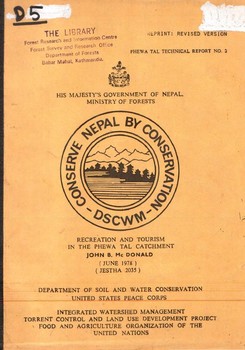 D5
THE LIBRARY
Forest Research and Information Centre
Forest Survey and Research Office
Department of Forests
Babar Mahal, Kathmandu.
REPRINT: REVISED VERSION
PHEWA TAL TECHNICAL REPORT NO. 2
HIS MAJESTY'S GOVERNMENT OF NEPAL,
MINISTRY OF FORESTS
CONSERVE NEPAL BY CONSERVATION
- DSCWM -
RECREATION AND TOURISM
IN THE PHEWA TAL CATCHMENT
JOHN B. Mc DONALD
( JUNE 1978 )
( JESTHA 2035 )
DEPARTMENT OF SOIL AND WATER CONSERVATION
UNITED STATES PEACE CORPS
INTEGRATED WATERSHED MANAGEMENT
TORRENT CONTROL AND LAND USE DEVELOPMENT PROJECT
FOOD AND AGRICULTURE ORGANIZATION OF THE
UNITED NATIONS